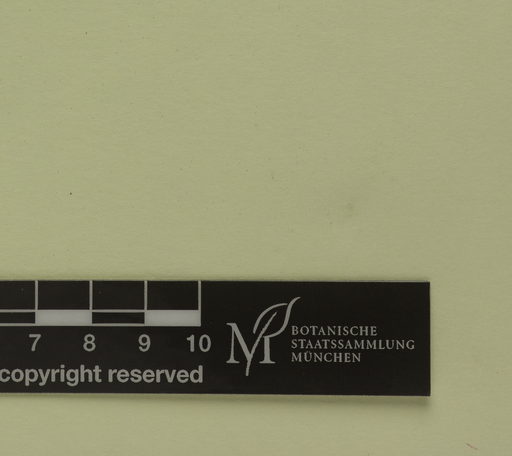 7 8 9 10
copyright reserved
M
BOTANISCHE
STAATSSAMMLUNG
MÜNCHEN